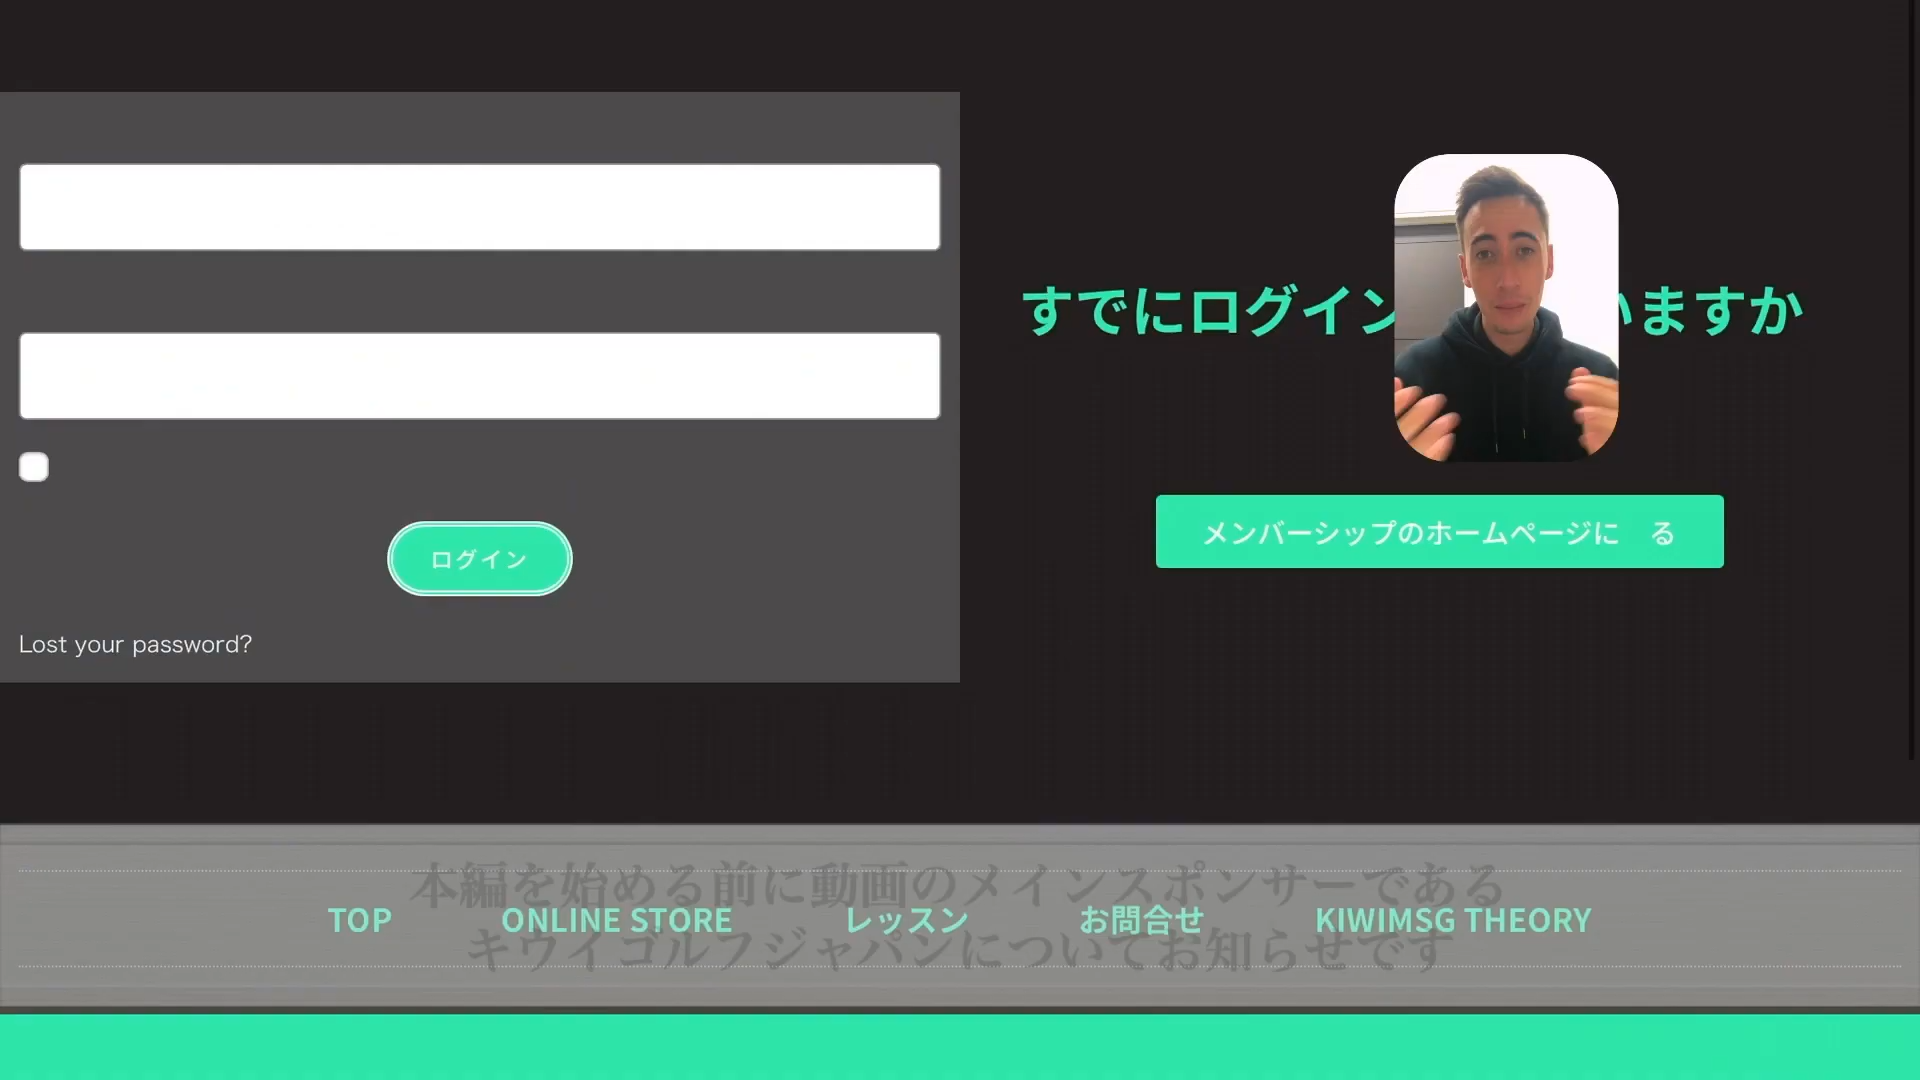 すでにログイン いますか
メンバーシップのホームページに る
ログイン
Lost your password?
本編を始める前に動画のメインスポンサーである
TOP ONLINE STORE レッスン お問合せ KIWIMSG THEORY
キウイゴルフジャパンについてお知らせです